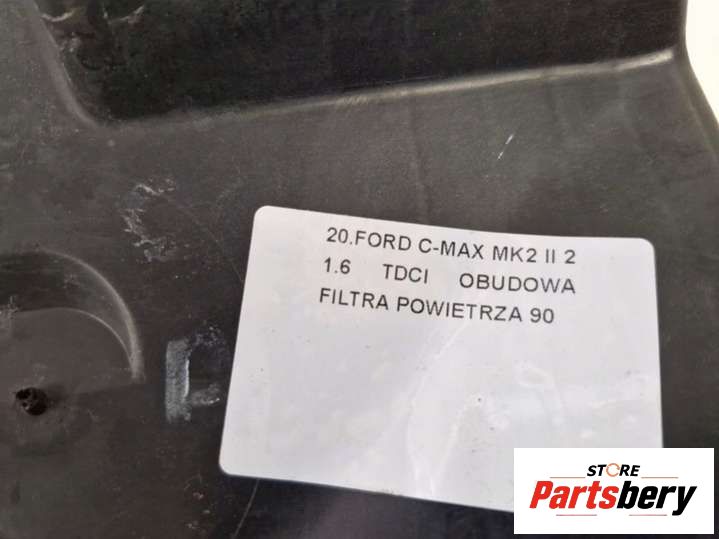 20.FORD C-MAX MK2 II 2
1.6 TDCI OBUDOWA
FILTRA POWIETRZA 90
STORE
Partsbery